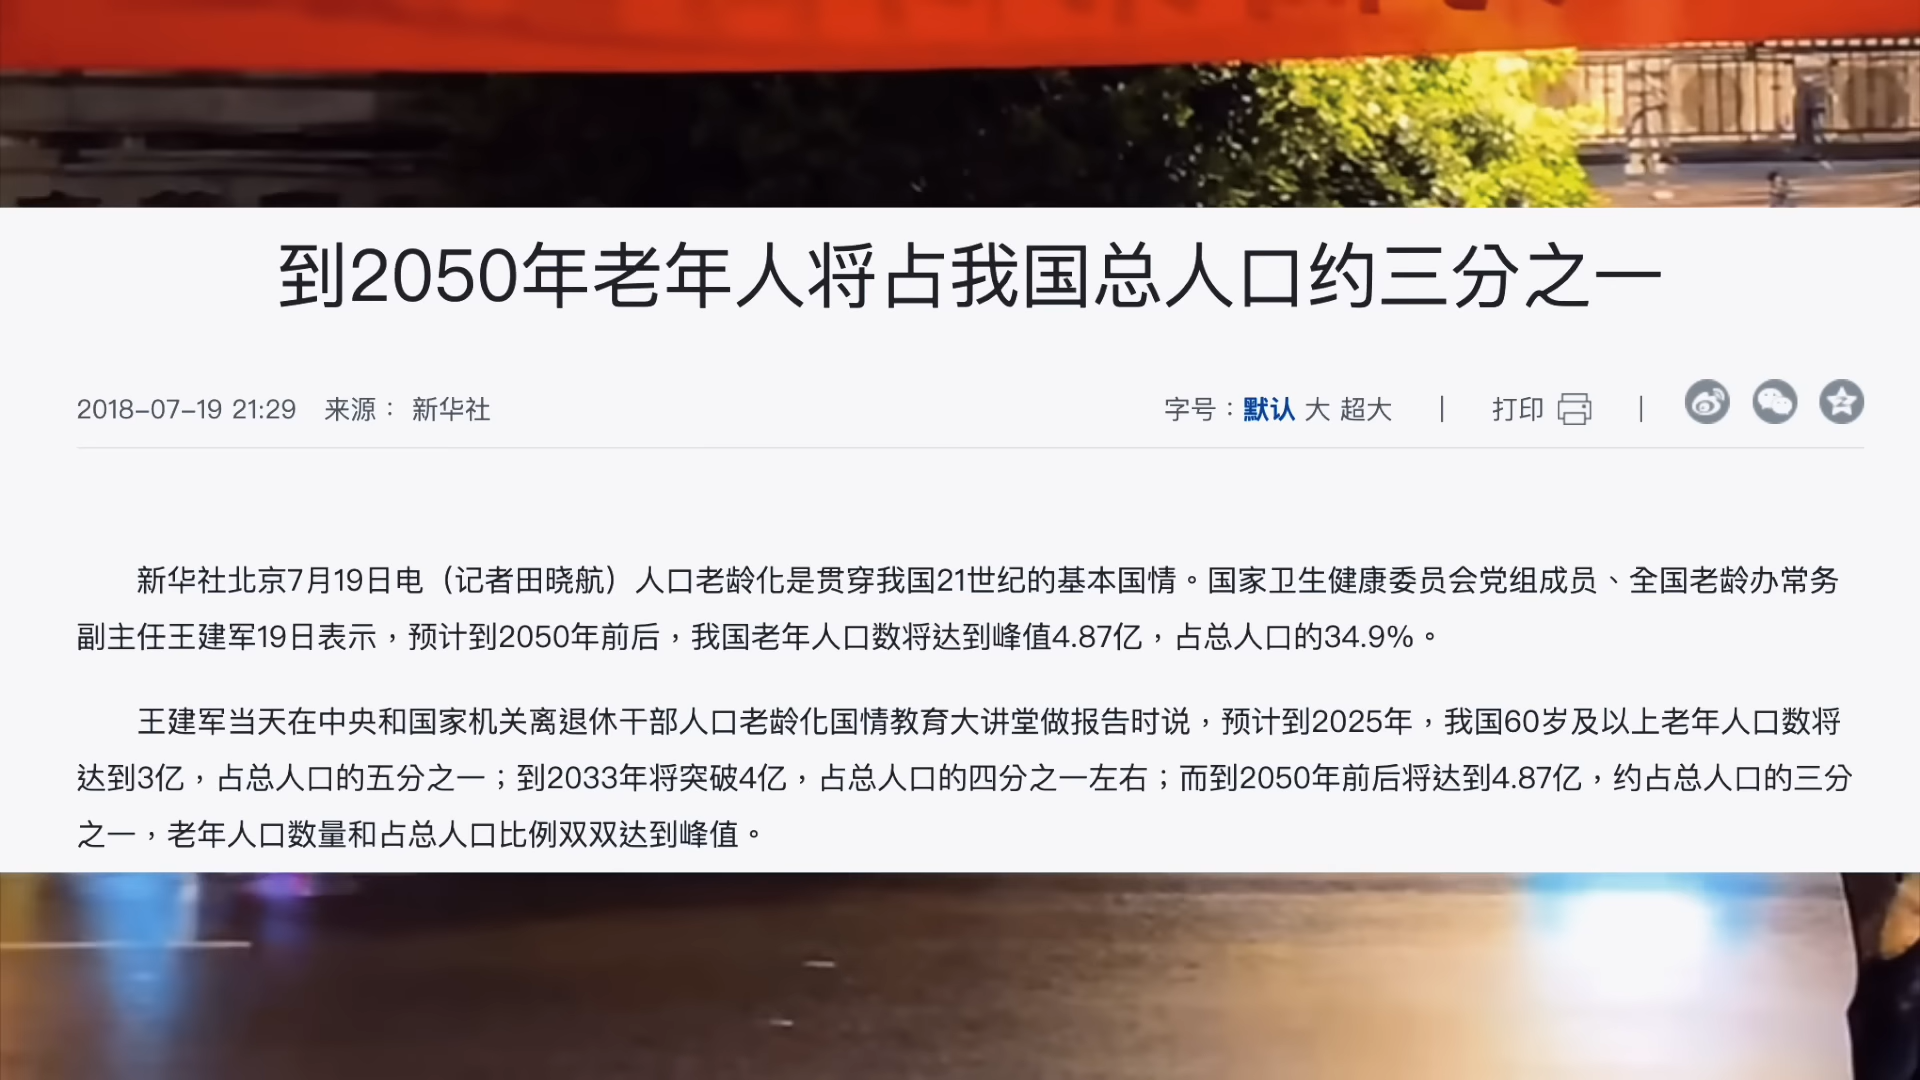 到2050年老年人将占我国总人口约三分之一
2018-07-19 21:29 来源： 新华社
字号：默认 大 超大 | 打印 |
新华社北京7月19日电（记者田晓航）人口老龄化是贯穿我国21世纪的基本国情。国家卫生健康委员会党组成员、全国老龄办常务
副主任王建军19日表示，预计到2050年前后，我国老年人口数将达到峰值4.87亿，占总人口的34.9%。
王建军当天在中央和国家机关离退休干部人口老龄化国情教育大讲堂做报告时说，预计到2025年，我国60岁及以上老年人口数将
达到3亿，占总人口的五分之一；到2033年将突破4亿，占总人口的四分之一左右；而到2050年前后将达到4.87亿，约占总人口的三分
之一，老年人口数量和占总人口比例双双达到峰值。